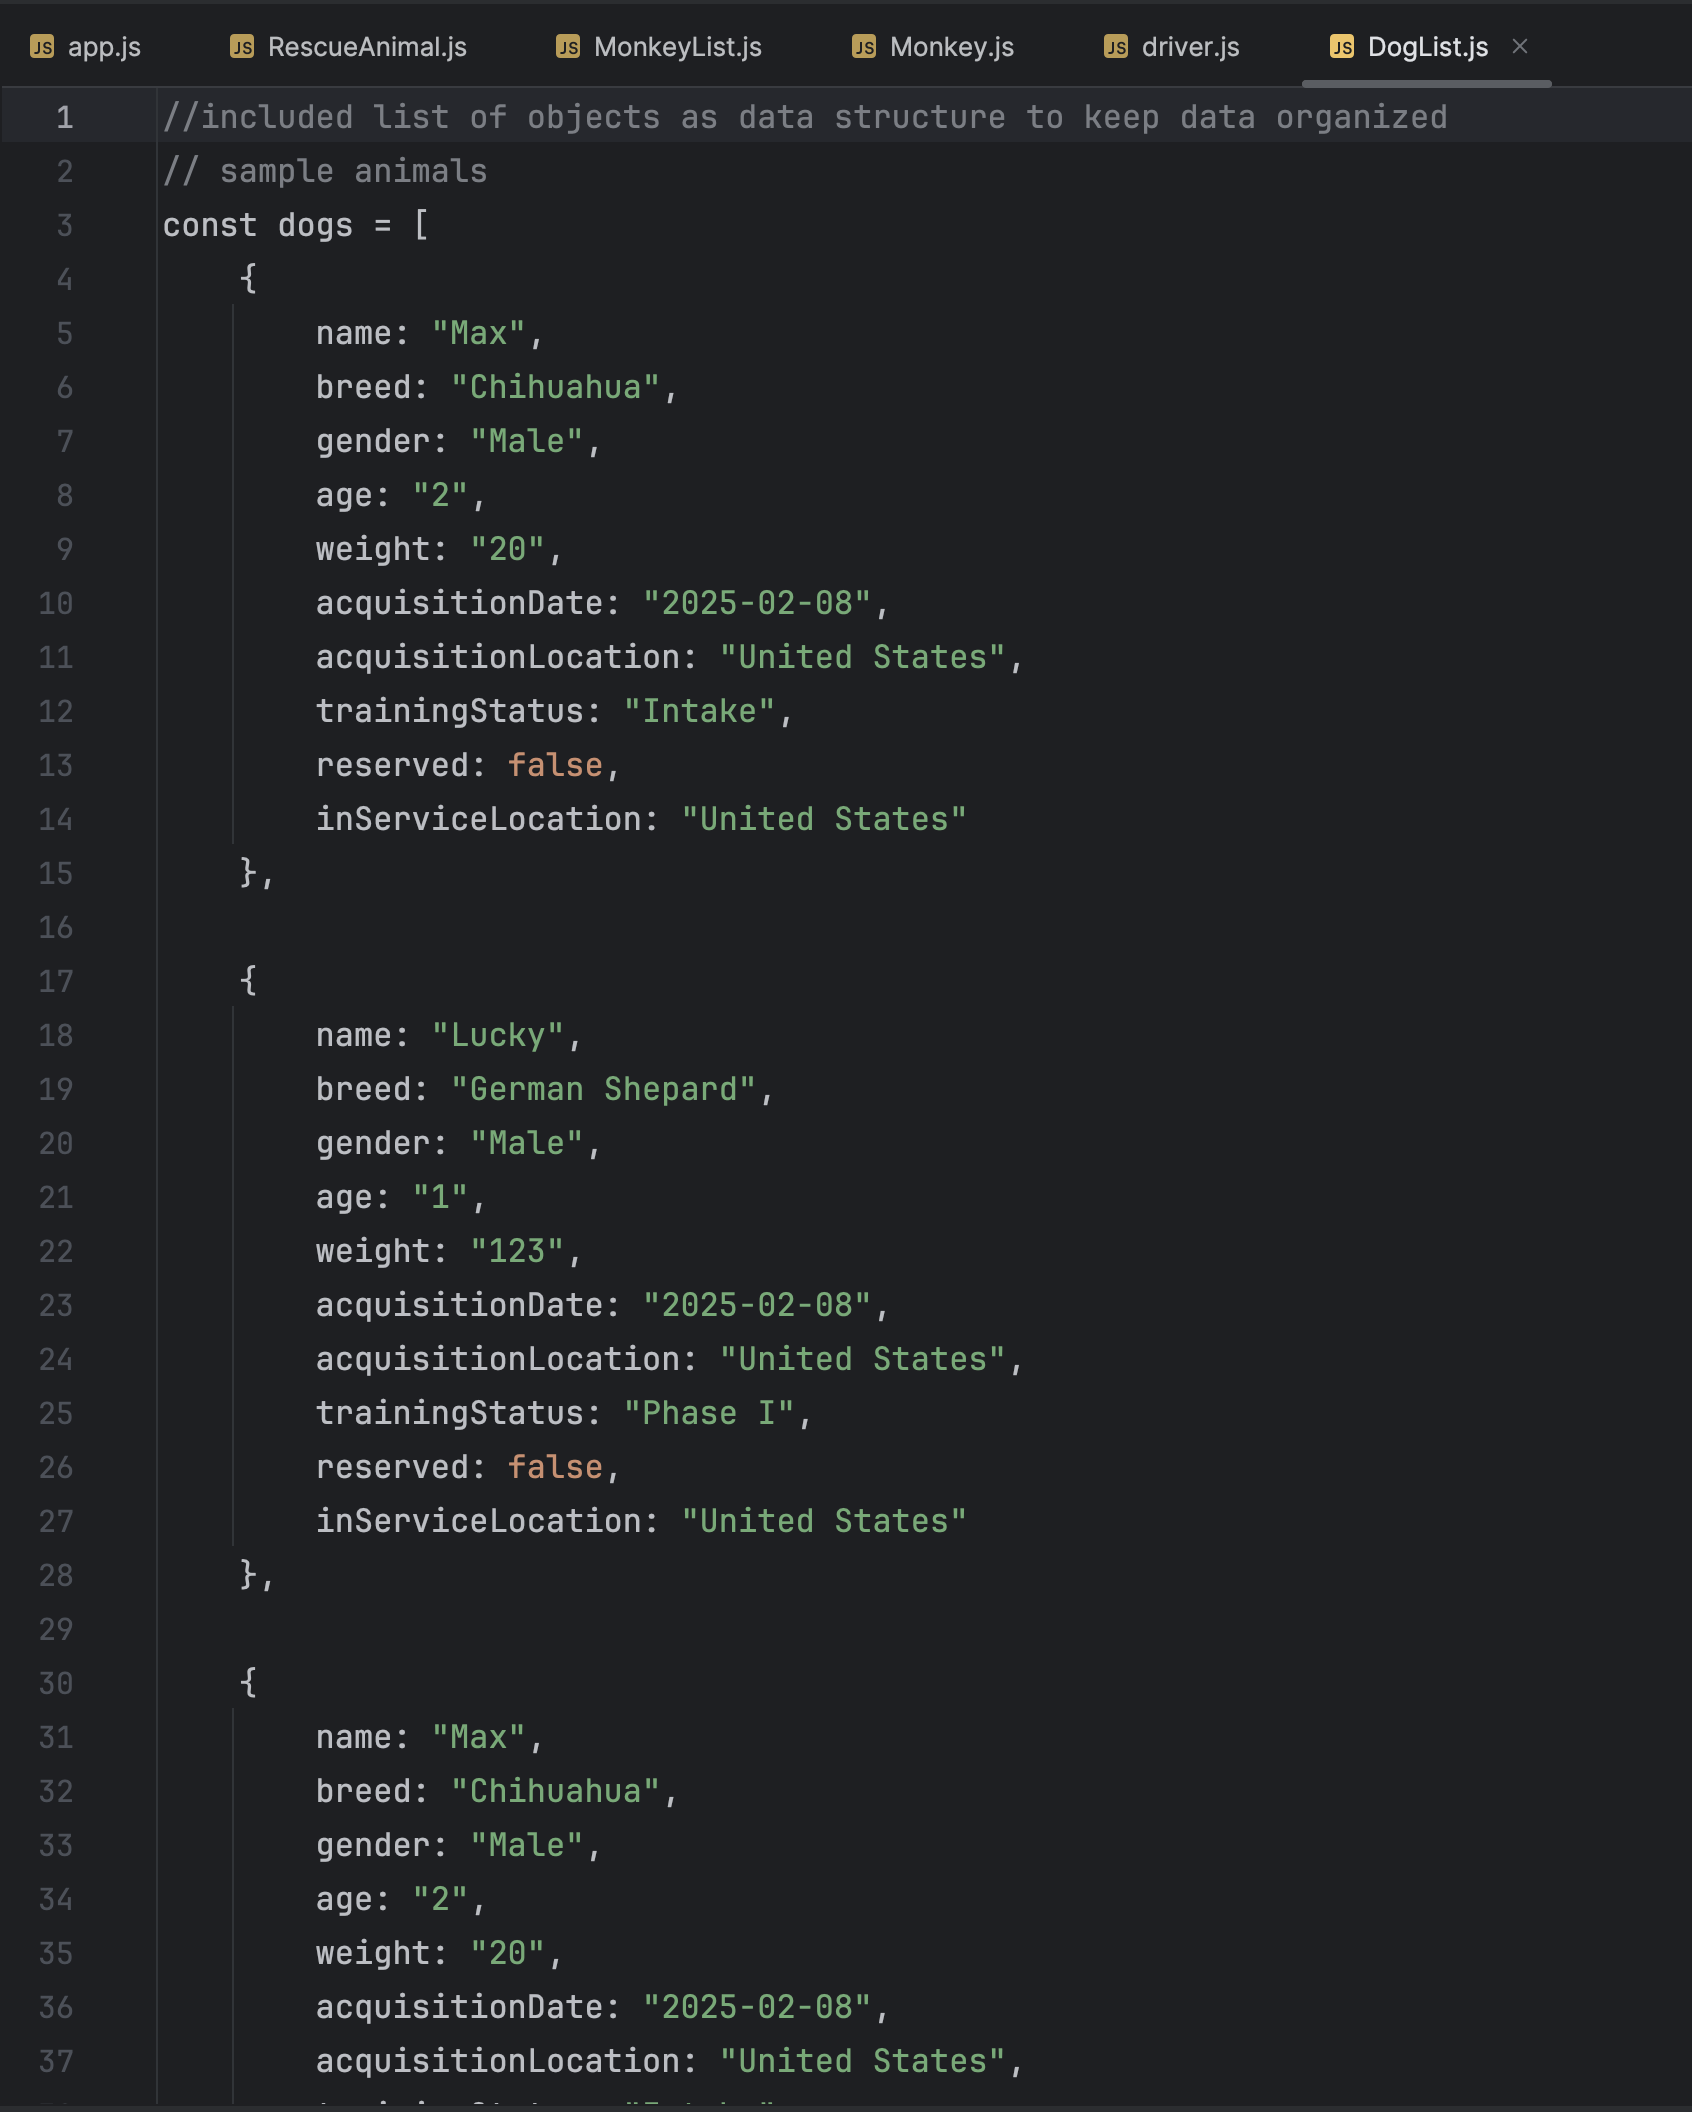 JS app.js JS RescueAnimal.js JS MonkeyList.js JS Monkey.js JS driver.js JS DogList.js ×
1 //included list of objects as data structure to keep data organized
2 // sample animals
3 const dogs = [
4     {
5         name: "Max",
6         breed: "Chihuahua",
7         gender: "Male",
8         age: "2",
9         weight: "20",
10         acquisitionDate: "2025-02-08",
11         acquisitionLocation: "United States",
12         trainingStatus: "Intake",
13         reserved: false,
14         inServiceLocation: "United States"
15     },
16
17     {
18         name: "Lucky",
19         breed: "German Shepard",
20         gender: "Male",
21         age: "1",
22         weight: "123",
23         acquisitionDate: "2025-02-08",
24         acquisitionLocation: "United States",
25         trainingStatus: "Phase I",
26         reserved: false,
27         inServiceLocation: "United States"
28     },
29
30     {
31         name: "Max",
32         breed: "Chihuahua",
33         gender: "Male",
34         age: "2",
35         weight: "20",
36         acquisitionDate: "2025-02-08",
37         acquisitionLocation: "United States",